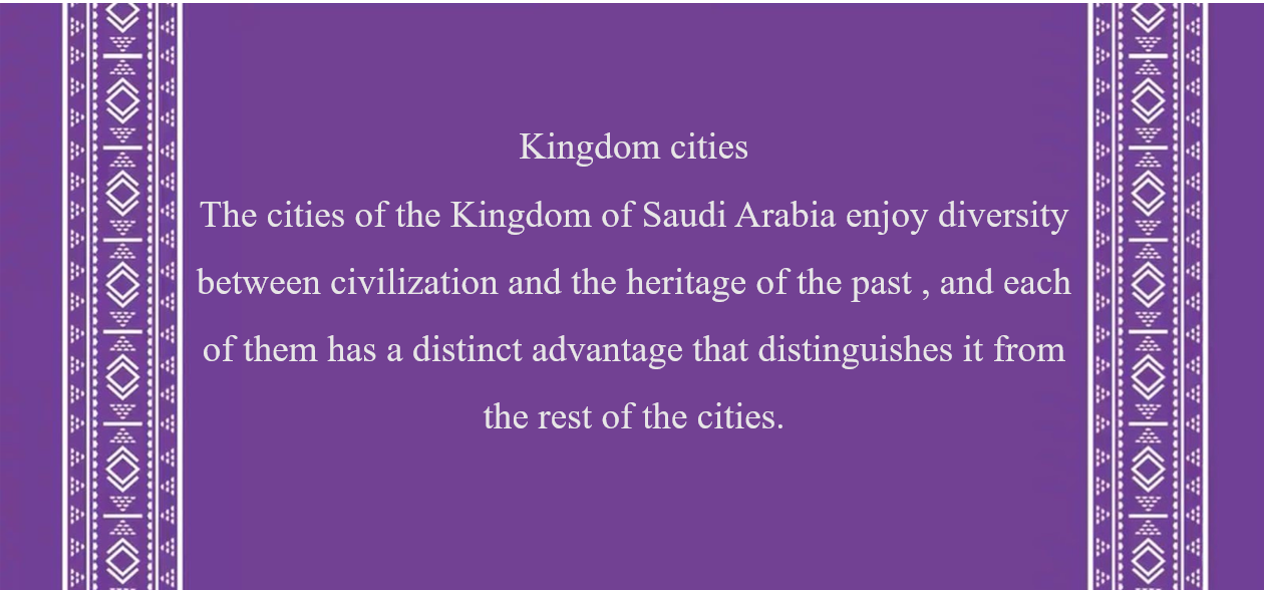 Kingdom cities
The cities of the Kingdom of Saudi Arabia enjoy diversity
between civilization and the heritage of the past , and each
of them has a distinct advantage that distinguishes it from
the rest of the cities.